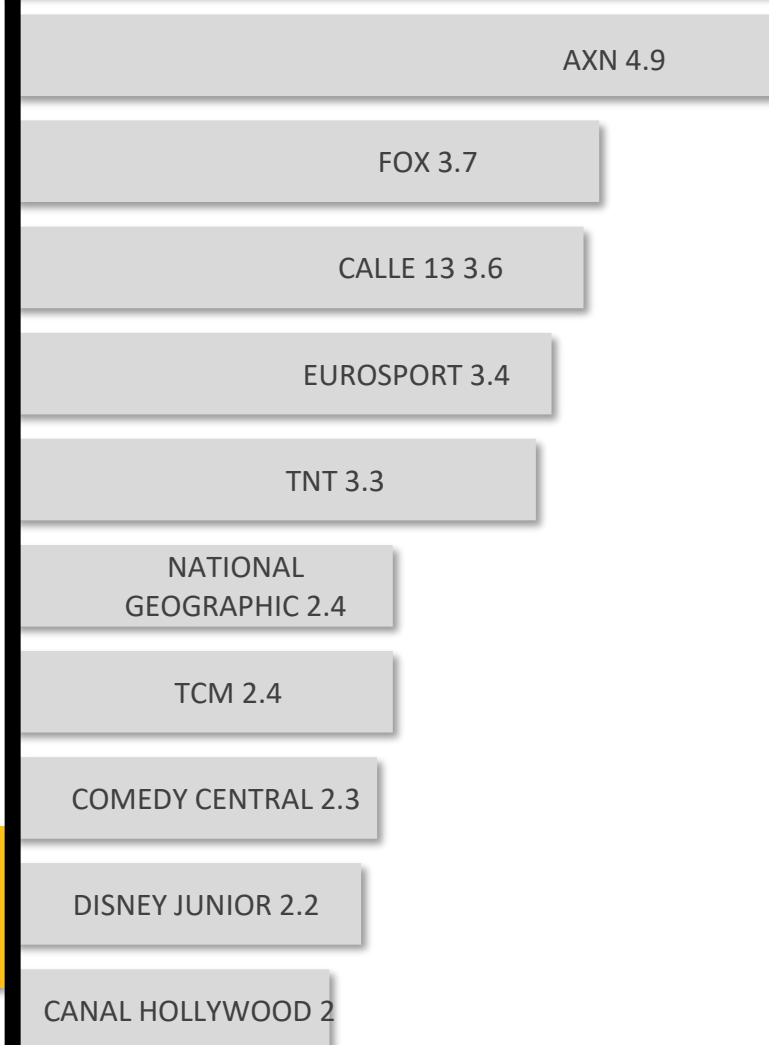 AXN 4.9
FOX 3.7
CALLE 13 3.6
EUROSPORT 3.4
TNT 3.3
NATIONAL
GEOGRAPHIC 2.4
TCM 2.4
COMEDY CENTRAL 2.3
DISNEY JUNIOR 2.2
CANAL HOLLYWOOD 2